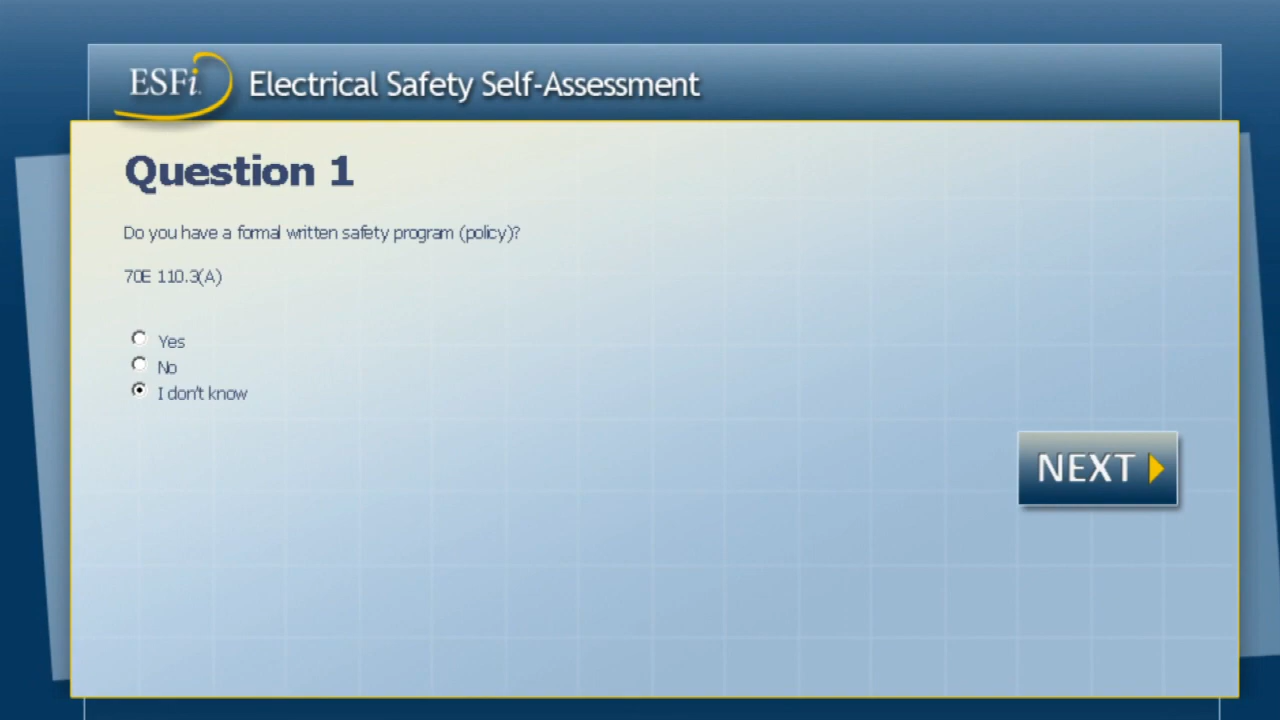 ESFi
Electrical Safety Self-Assessment
Question 1
Do you have a formal written safety program (policy)?
70E 110.3(A)
Yes
No
I don't know
NEXT